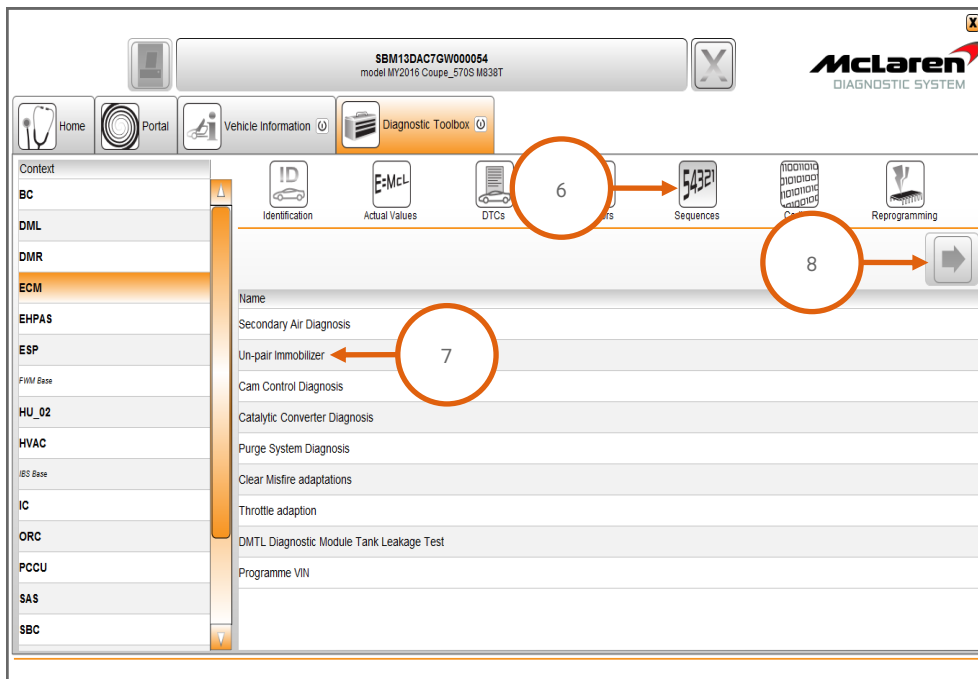 X
SBM13DAC7GW000054
model MY2016 Coupe_570S M838T
X
McLaren
DIAGNOSTIC SYSTEM
Home
Portal
Vehicle Information
Diagnostic Toolbox
Context
BC
DML
DMR
ECM
EHPAS
ESP
FWM Base
HU_02
HVAC
IBS Base
IC
ORC
PCCU
SAS
SBC
ID
E=McL
54321
Identification
Actual Values
DTCs
6
Sequences
Reprogramming
8
Name
Secondary Air Diagnosis
Un-pair Immobilizer
7
Cam Control Diagnosis
Catalytic Converter Diagnosis
Purge System Diagnosis
Clear Misfire adaptations
Throttle adaption
DMTL Diagnostic Module Tank Leakage Test
Programme VIN